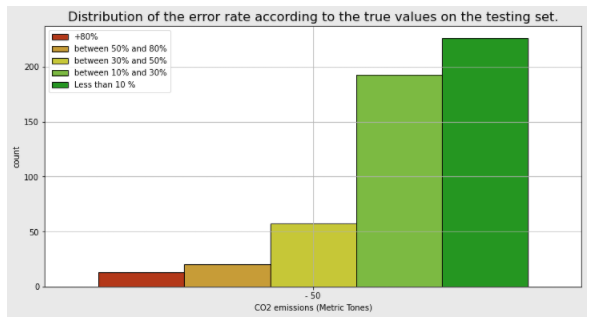 Distribution of the error rate according to the true values on the testing set.
+80%
between 50% and 80%
between 30% and 50%
between 10% and 30%
Less than 10 %
200
150
100
50
0
count
- 50
CO2 emissions (Metric Tones)